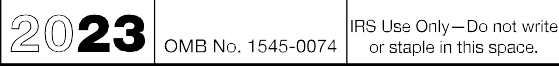 2023
OMB No. 1545-0074
IRS Use Only—Do not write
or staple in this space.